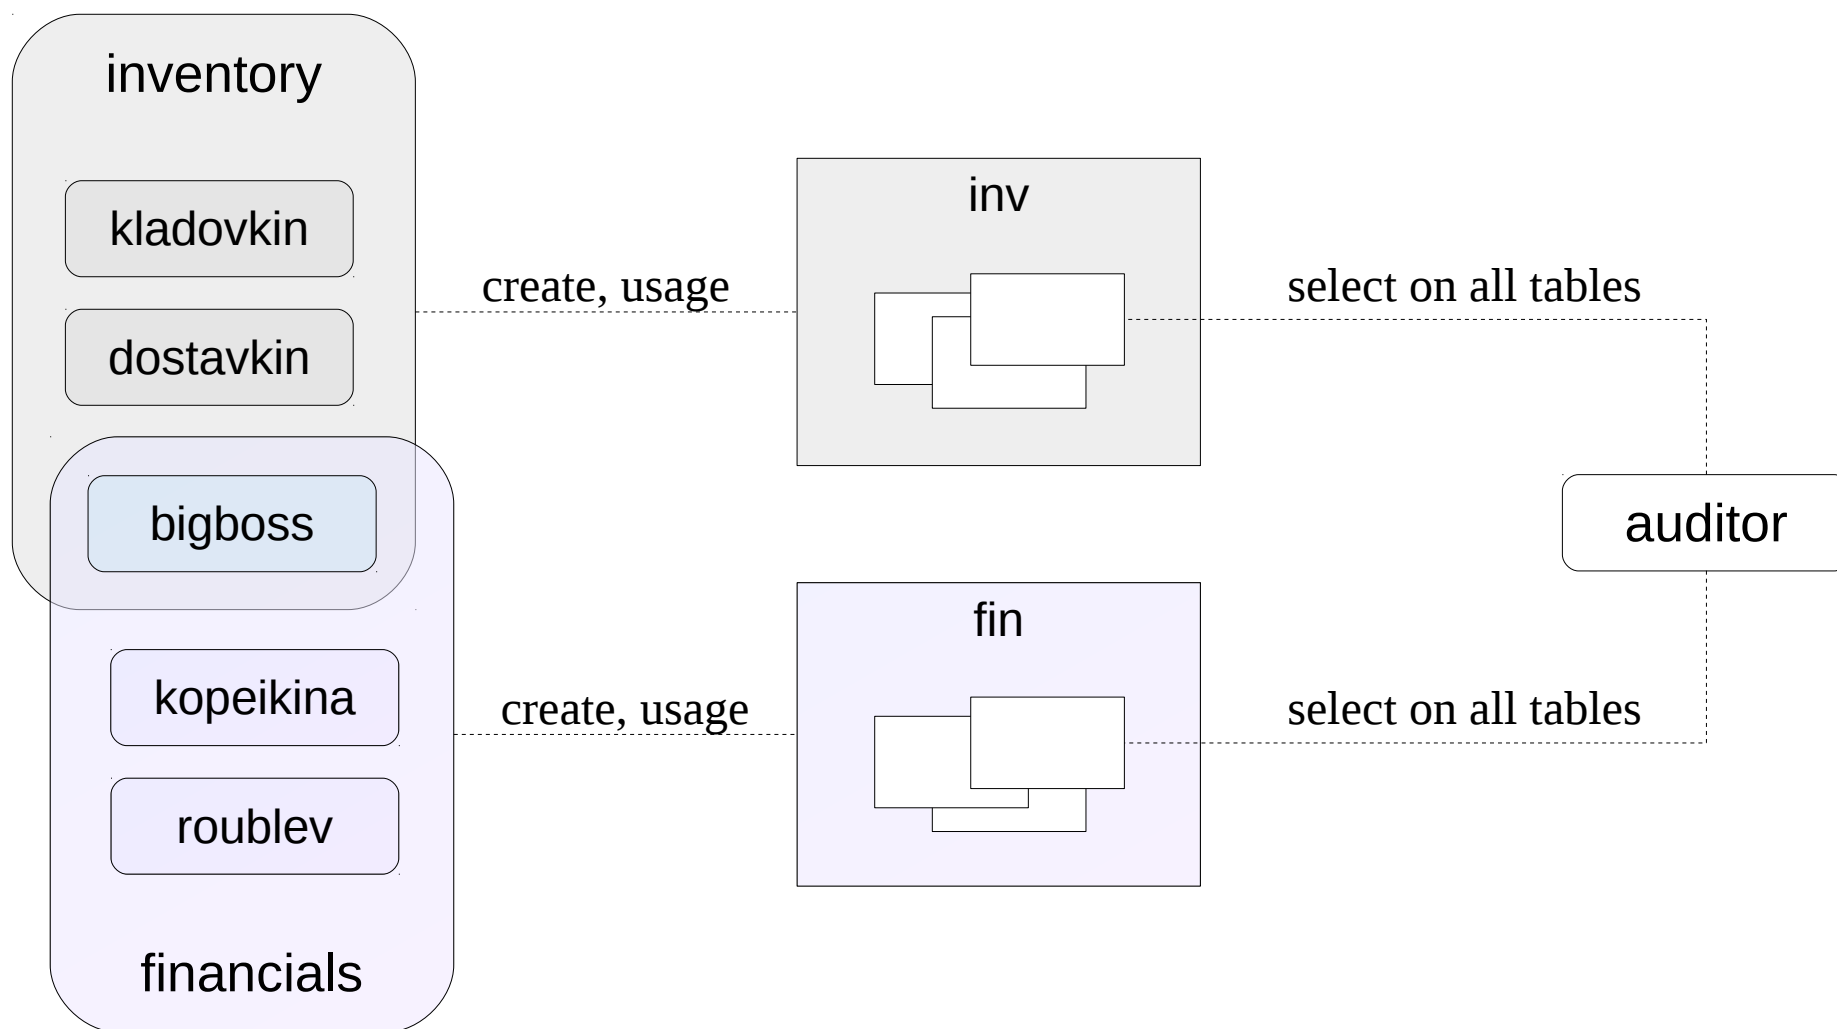 inventory
kladovkin
dostavkin
bigboss
kopeikina
roublev
financials
create, usage
create, usage
inv
fin
select on all tables
select on all tables
auditor